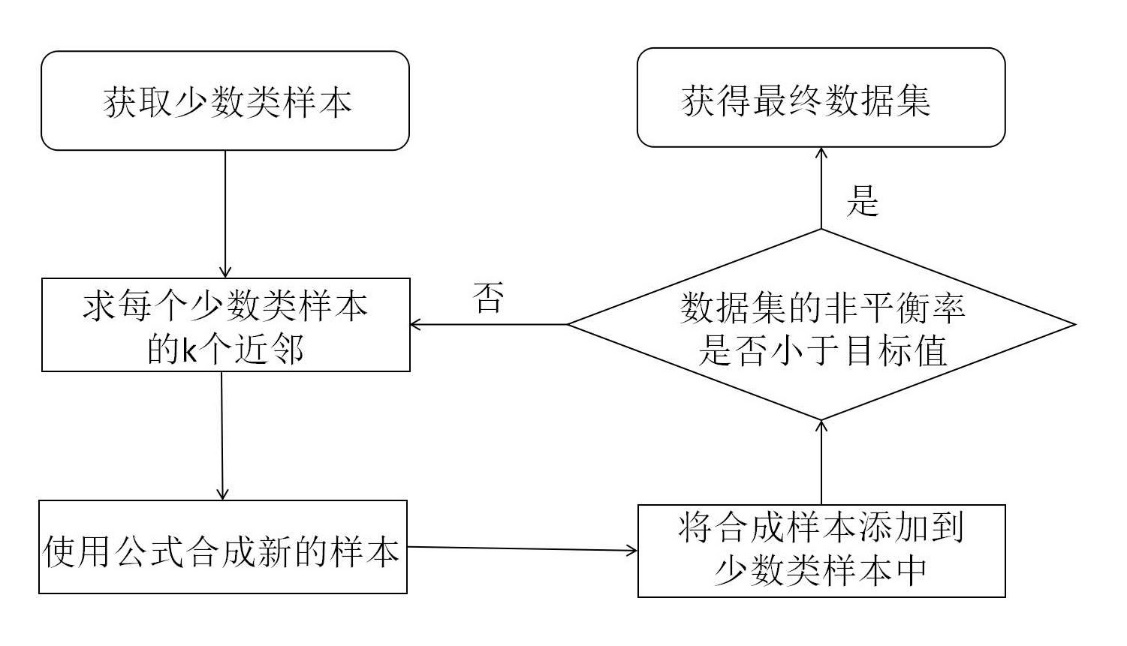 获取少数类样本
求每个少数类样本
的k个近邻
使用公式合成新的样本
将合成样本添加到
少数类样本中
数据集的非平衡率
是否小于目标值
否
是
获得最终数据集